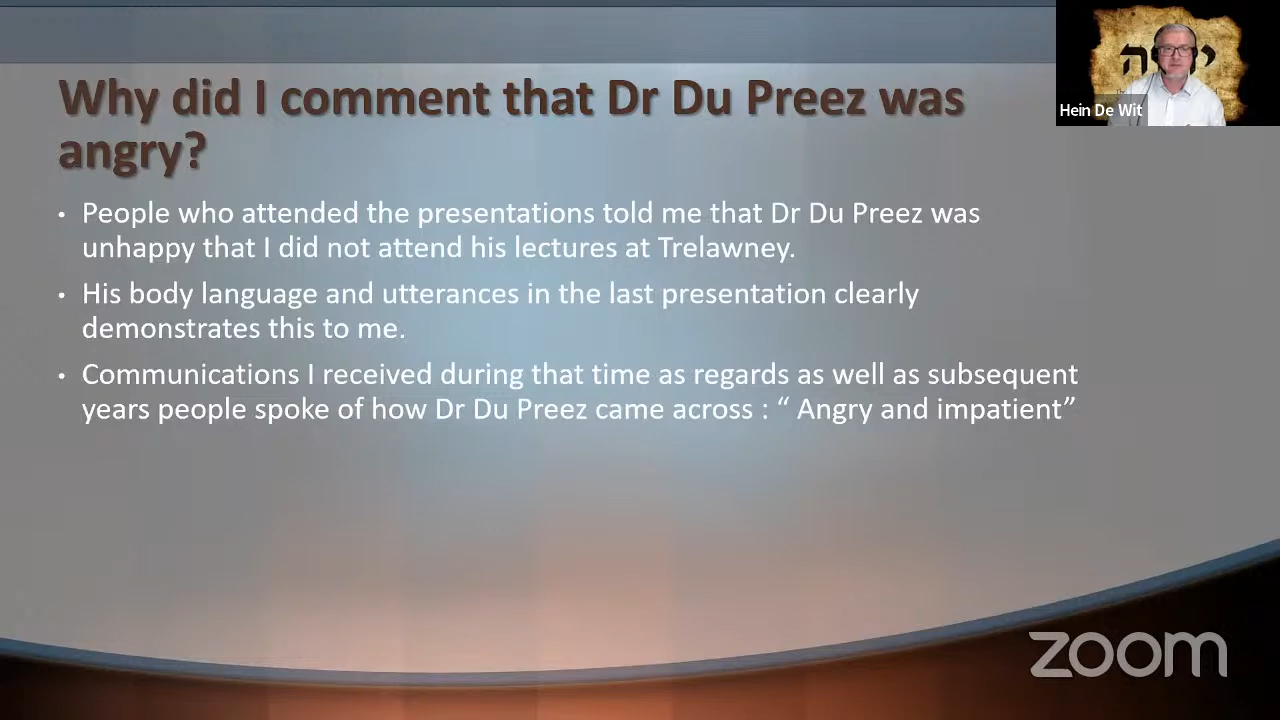 Why did I comment that Dr Du Preez was
angry?
• People who attended the presentations told me that Dr Du Preez was
unhappy that I did not attend his lectures at Trelawney.
• His body language and utterances in the last presentation clearly
demonstrates this to me.
• Communications I received during that time as regards as well as subsequent
years people spoke of how Dr Du Preez came across : “ Angry and impatient”
ה י
Hein De Wit
zoom